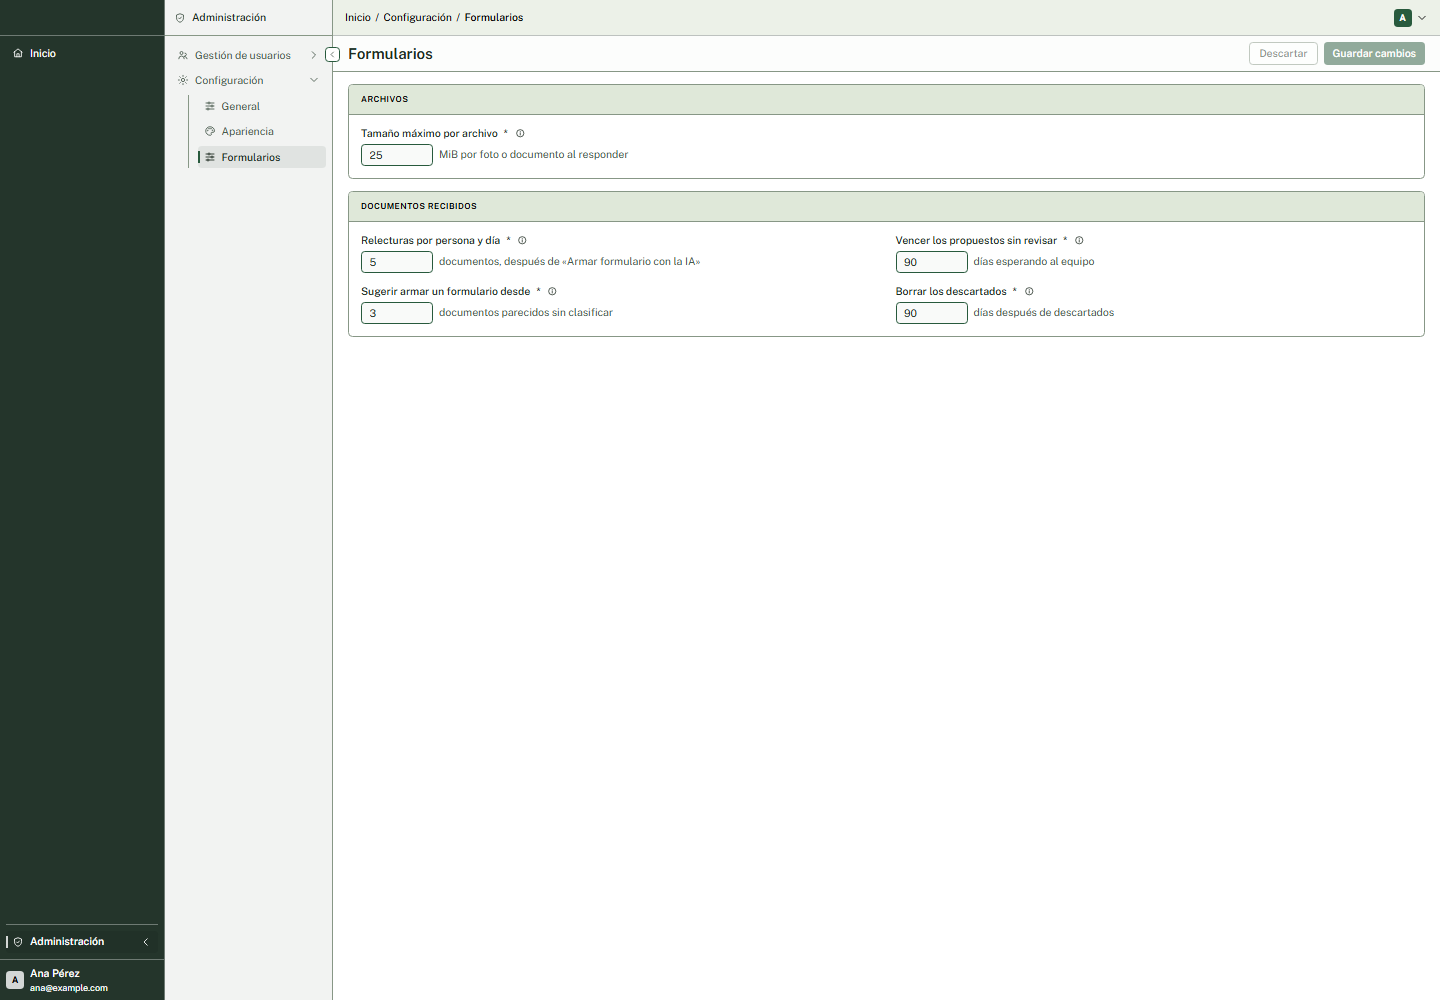 Inicio
Administración
Ana Pérez
A
ana@example.com
Administración
Gestión de usuarios
Configuración
General
Apariencia
Formularios
Inicio / Configuración / Formularios
A
Formularios
Descartar
Guardar cambios
ARCHIVOS
Tamaño máximo por archivo *
25 MiB por foto o documento al responder
DOCUMENTOS RECIBIDOS
Relecturas por persona y día *
5 documentos, después de «Armar formulario con la IA»
Vencer los propuestos sin revisar *
90 días esperando al equipo
Sugerir armar un formulario desde *
3 documentos parecidos sin clasificar
Borrar los descartados *
90 días después de descartados